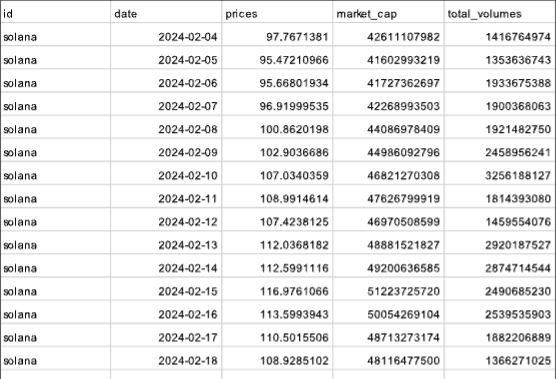 id date prices market_cap total_volumes
solana 2024-02-04 97.7671381 42611107982 1416764974
solana 2024-02-05 95.47210966 41602993219 1353636743
solana 2024-02-06 95.66801934 41727362697 1933675388
solana 2024-02-07 96.91999535 42268993503 1900368063
solana 2024-02-08 100.8620198 44086978409 1921482750
solana 2024-02-09 102.9036686 44986092796 2458956241
solana 2024-02-10 107.0340359 46821270308 3256188127
solana 2024-02-11 108.9914614 47626799919 1814393080
solana 2024-02-12 107.4238125 46970508599 1459554076
solana 2024-02-13 112.0368182 48881521827 2920187527
solana 2024-02-14 112.5991116 49200636585 2874714544
solana 2024-02-15 116.9761066 51223725720 2490685230
solana 2024-02-16 113.5993943 50054269104 2539535903
solana 2024-02-17 110.5015506 48713273174 1882206889
solana 2024-02-18 108.9285102 48116477500 1366271025